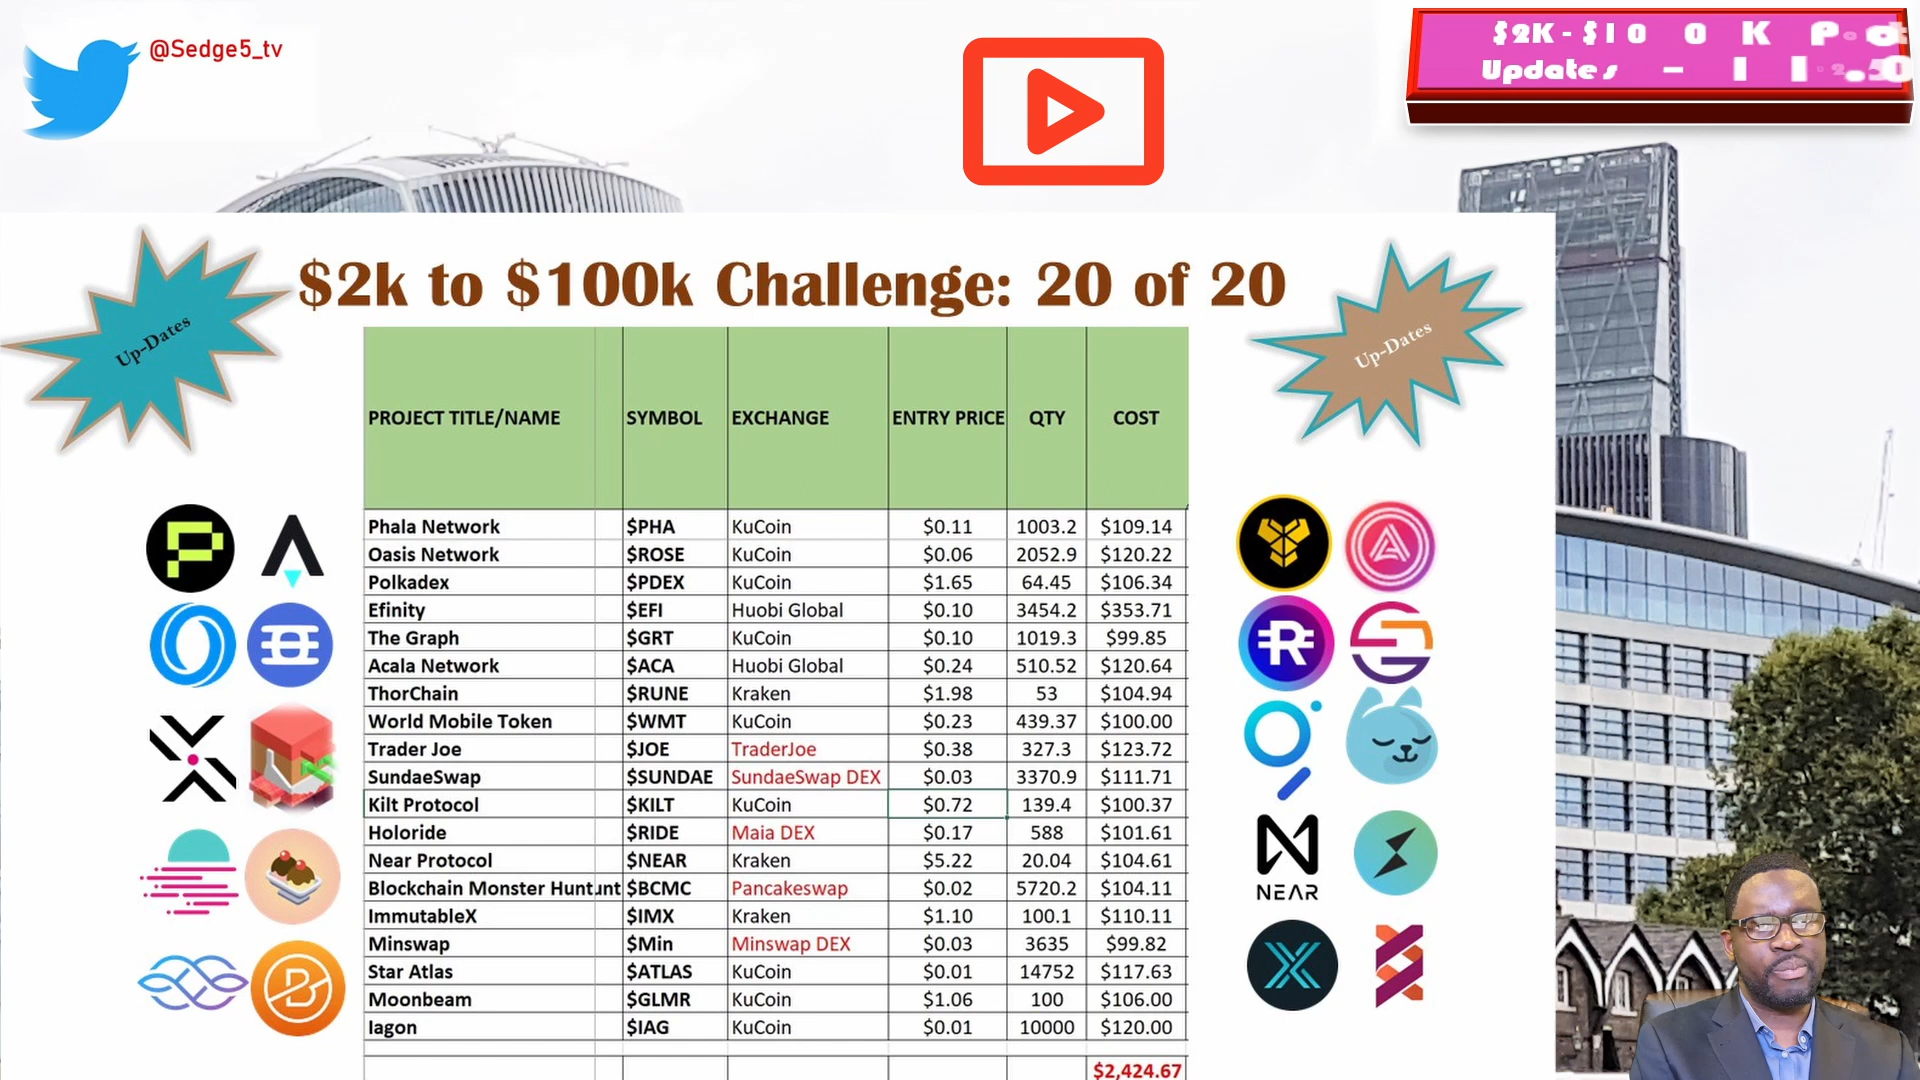 @Sedge5_tv
$2K-$100K Po
Updates - 11.
$2k to $100k Challenge: 20 of 20
Up-Dates
Up-Dates
PROJECT TITLE/NAME SYMBOL EXCHANGE ENTRY PRICE QTY COST
Phala Network $PHA KuCoin $0.11 1003.2 $109.14
Oasis Network $ROSE KuCoin $0.06 2052.9 $120.22
Polkadex $PDEX KuCoin $1.65 64.45 $106.34
Efinity $EFI Huobi Global $0.10 3454.2 $353.71
The Graph $GRT KuCoin $0.10 1019.3 $99.85
Acala Network $ACA Huobi Global $0.24 510.52 $120.64
ThorChain $RUNE Kraken $1.98 53 $104.94
World Mobile Token $WMT KuCoin $0.23 439.37 $100.00
Trader Joe $JOE TraderJoe $0.38 327.3 $123.72
SundaeSwap $SUNDAE SundaeSwap DEX $0.03 3370.9 $111.71
Kilt Protocol $KILT KuCoin $0.72 139.4 $100.37
Holoride $RIDE Maia DEX $0.17 588 $101.61
Near Protocol $NEAR Kraken $5.22 20.04 $104.61
Blockchain Monster Huntunt $BCMC Pancakeswap $0.02 5720.2 $104.11
ImmutableX $IMX Kraken $1.10 100.1 $110.11
Minswap $Min Minswap DEX $0.03 3635 $99.82
Star Atlas $ATLAS KuCoin $0.01 14752 $117.63
Moonbeam $GLMR KuCoin $1.06 100 $106.00
Iagon $IAG KuCoin $0.01 10000 $120.00
$2,424.67
NEAR